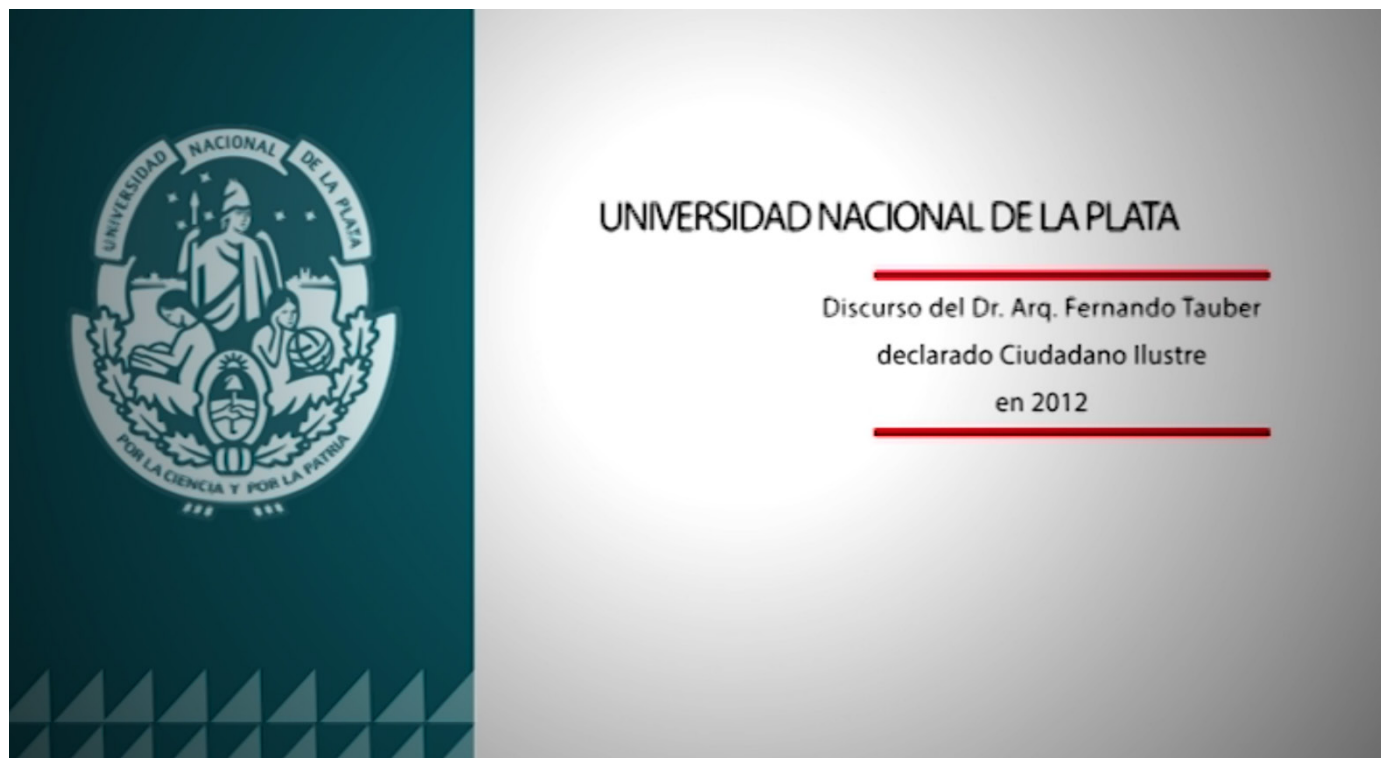 UNIVERSIDAD NACIONAL DE LA PLATA
POR LA CIENCIA Y POR LA PATRIA
UNIVERSIDAD NACIONAL DE LA PLATA
Discurso del Dr. Arq. Fernando Tauber
declarado Ciudadano Ilustre
en 2012